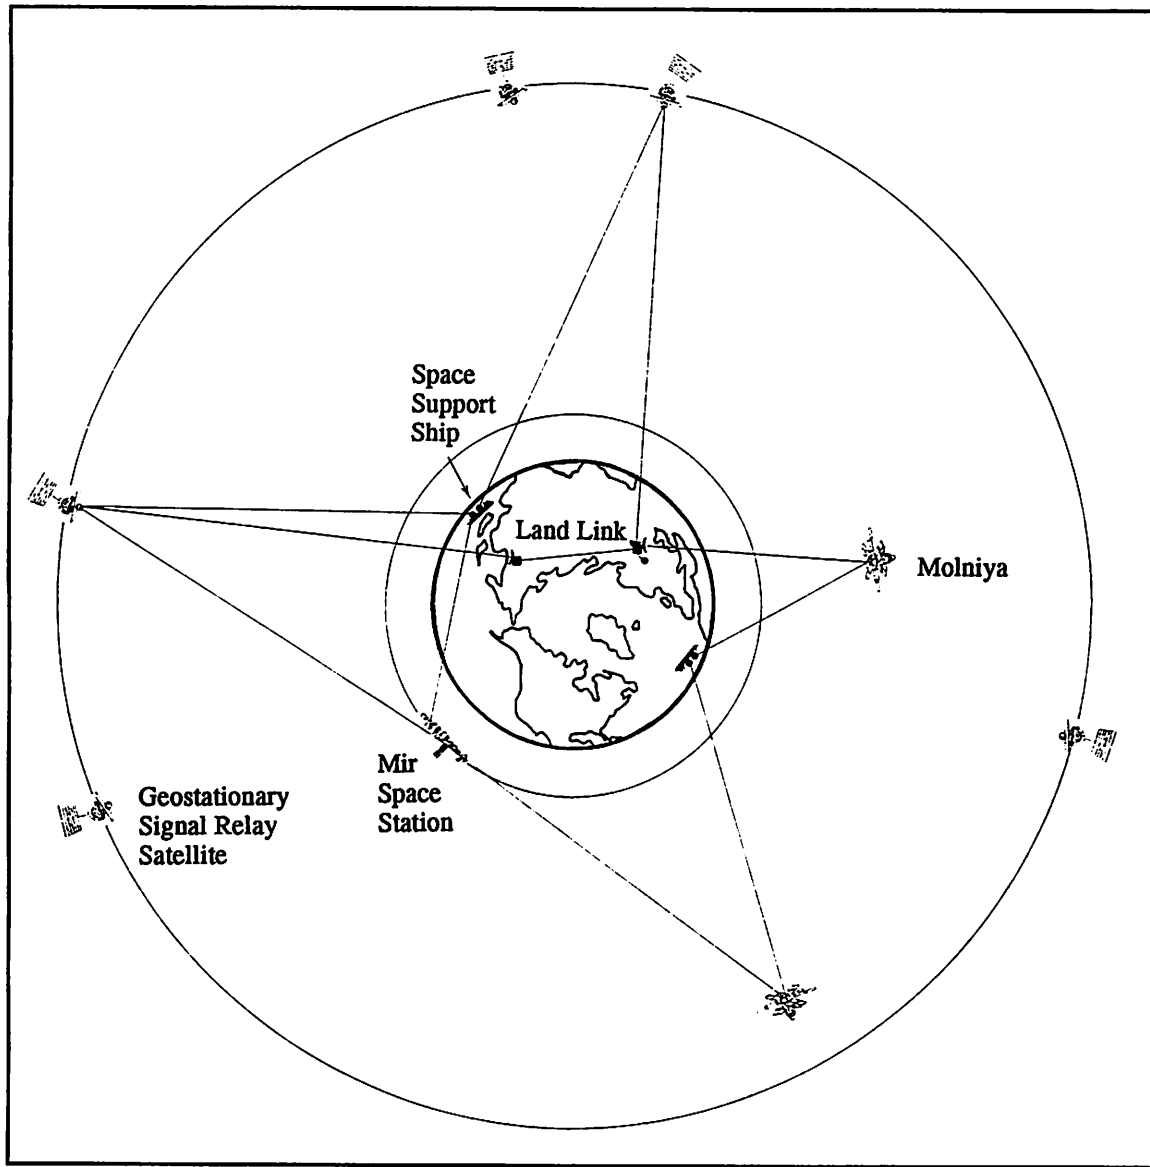 Space
Support
Ship
Land Link
Molniya
Mir
Space
Station
Geostationary
Signal Relay
Satellite